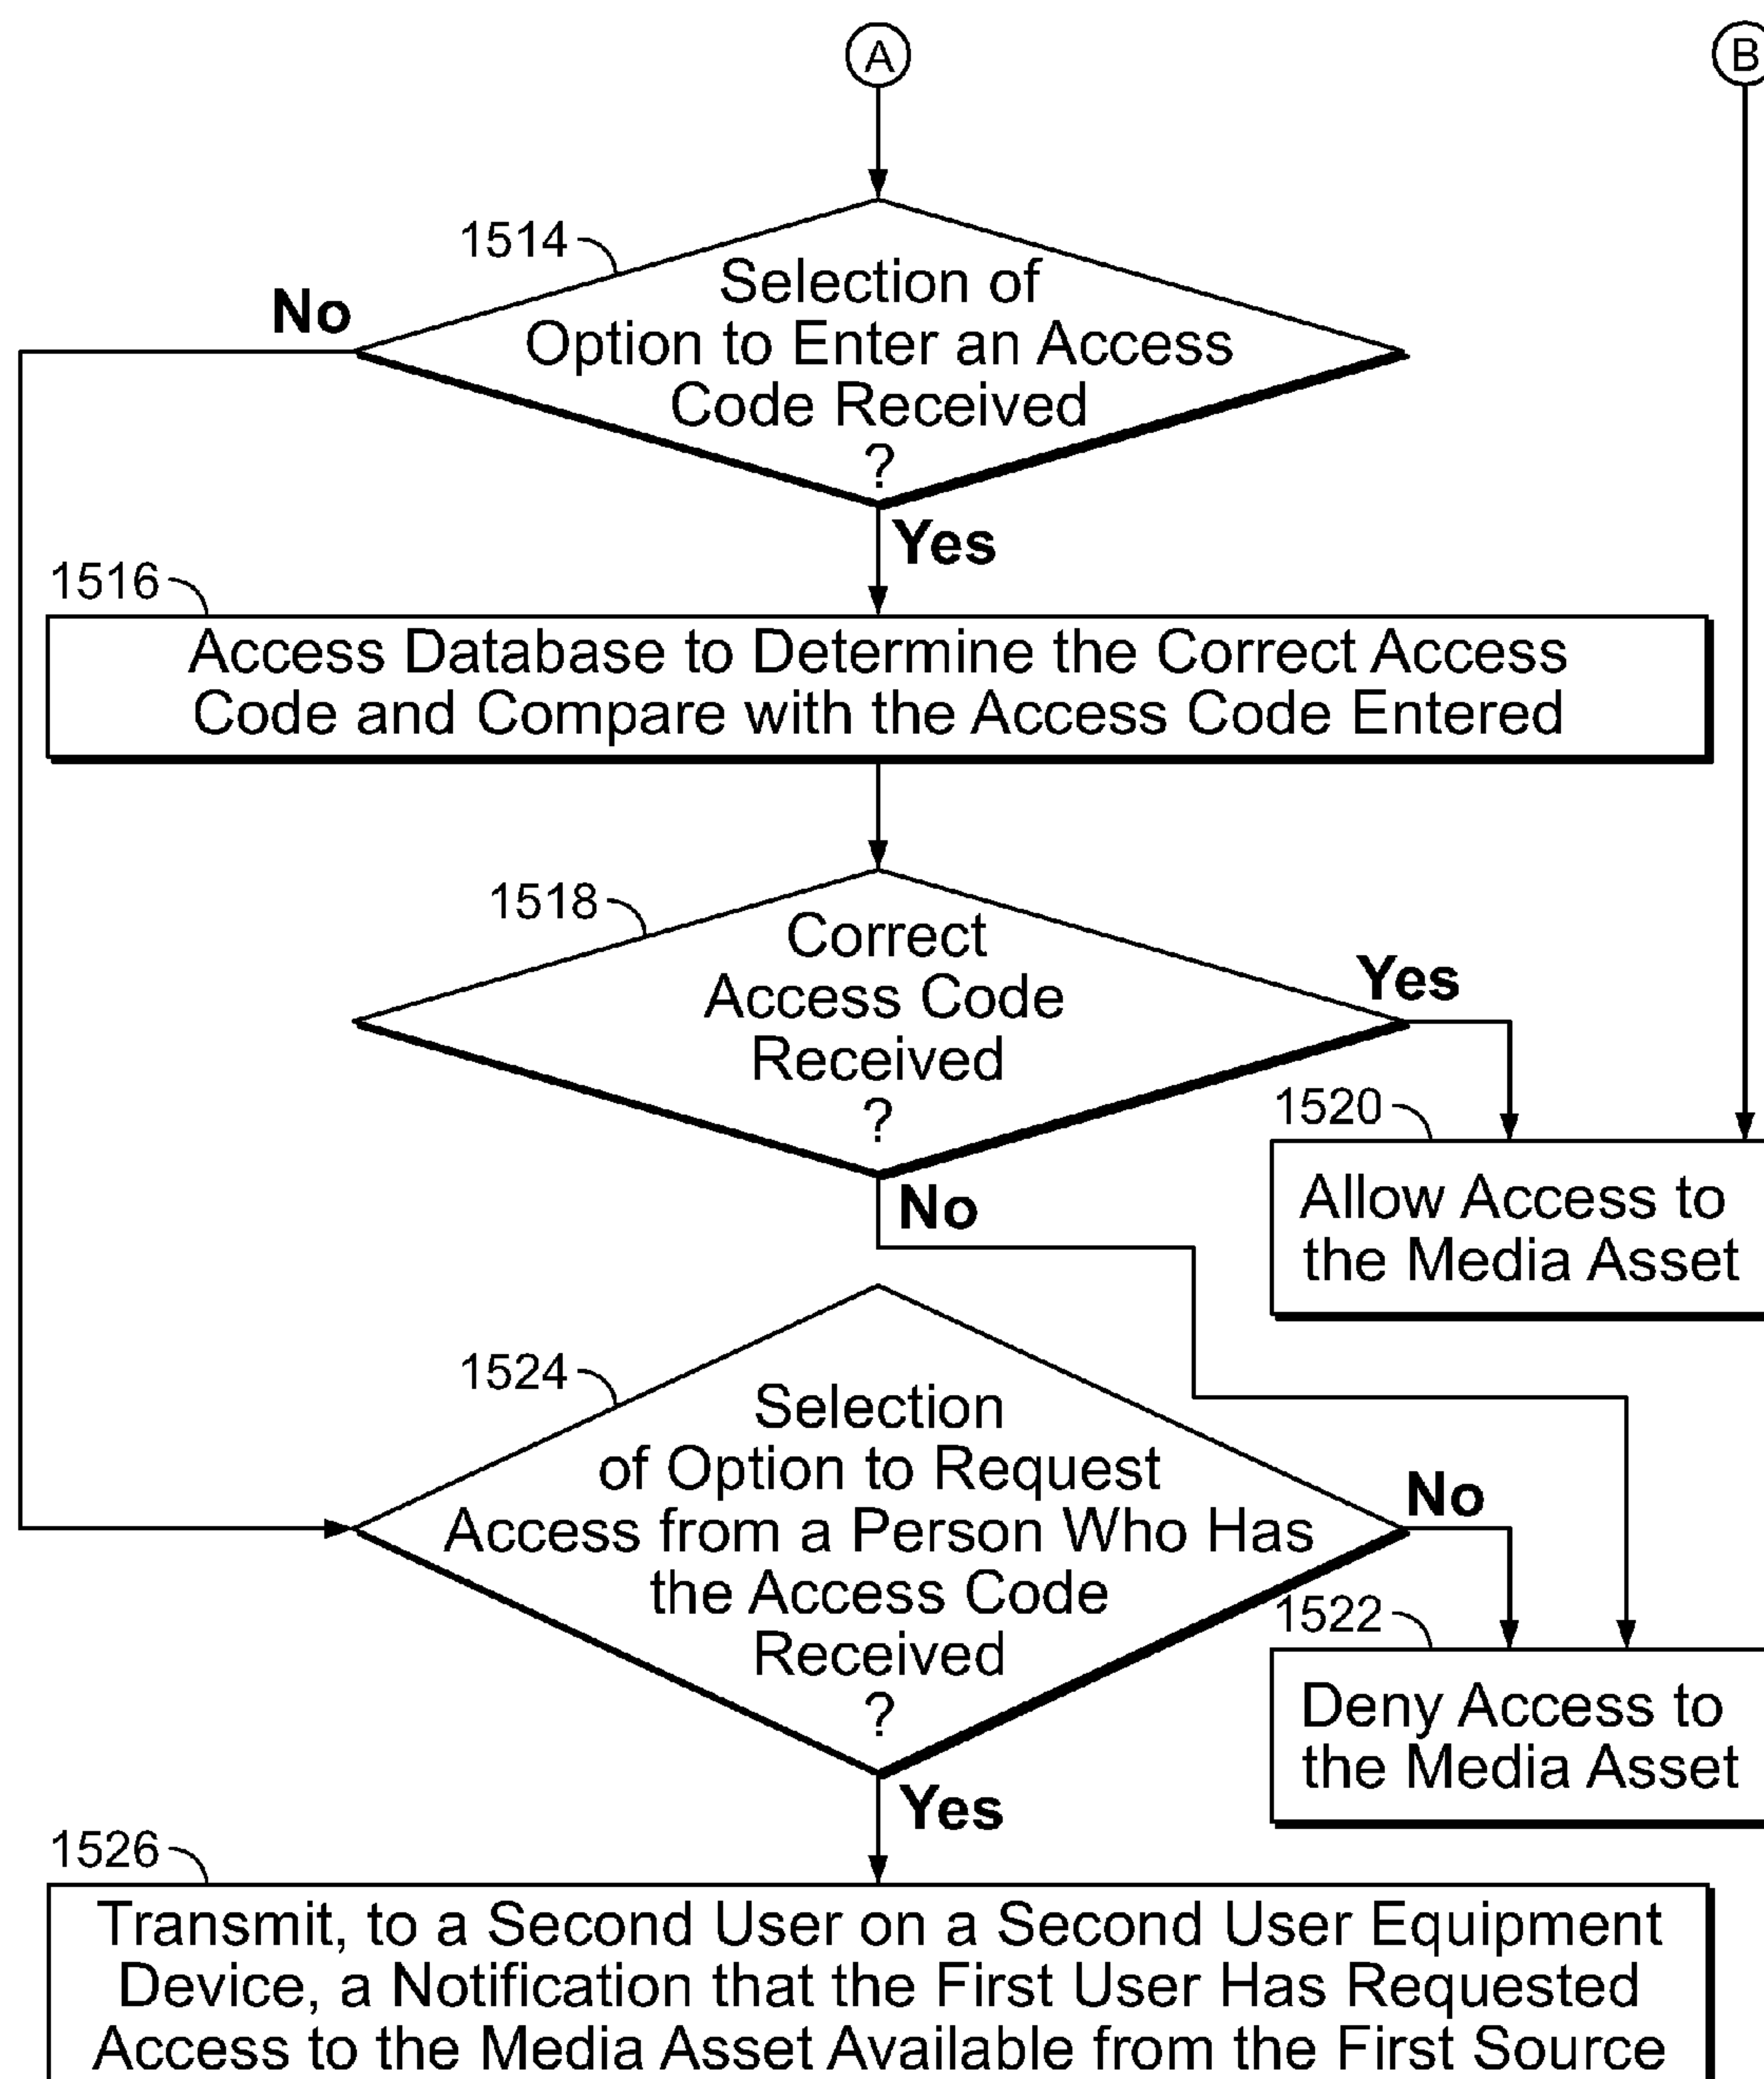 A
B
1514
No
Selection of
Option to Enter an Access
Code Received
?
Yes
1516
Access Database to Determine the Correct Access
Code and Compare with the Access Code Entered
1518
Correct
Access Code
Received
?
Yes
1520
Allow Access to
the Media Asset
No
1524
Selection
of Option to Request
Access from a Person Who Has
the Access Code
Received
?
No
1522
Deny Access to
the Media Asset
Yes
1526
Transmit, to a Second User on a Second User Equipment
Device, a Notification that the First User Has Requested
Access to the Media Asset Available from the First Source